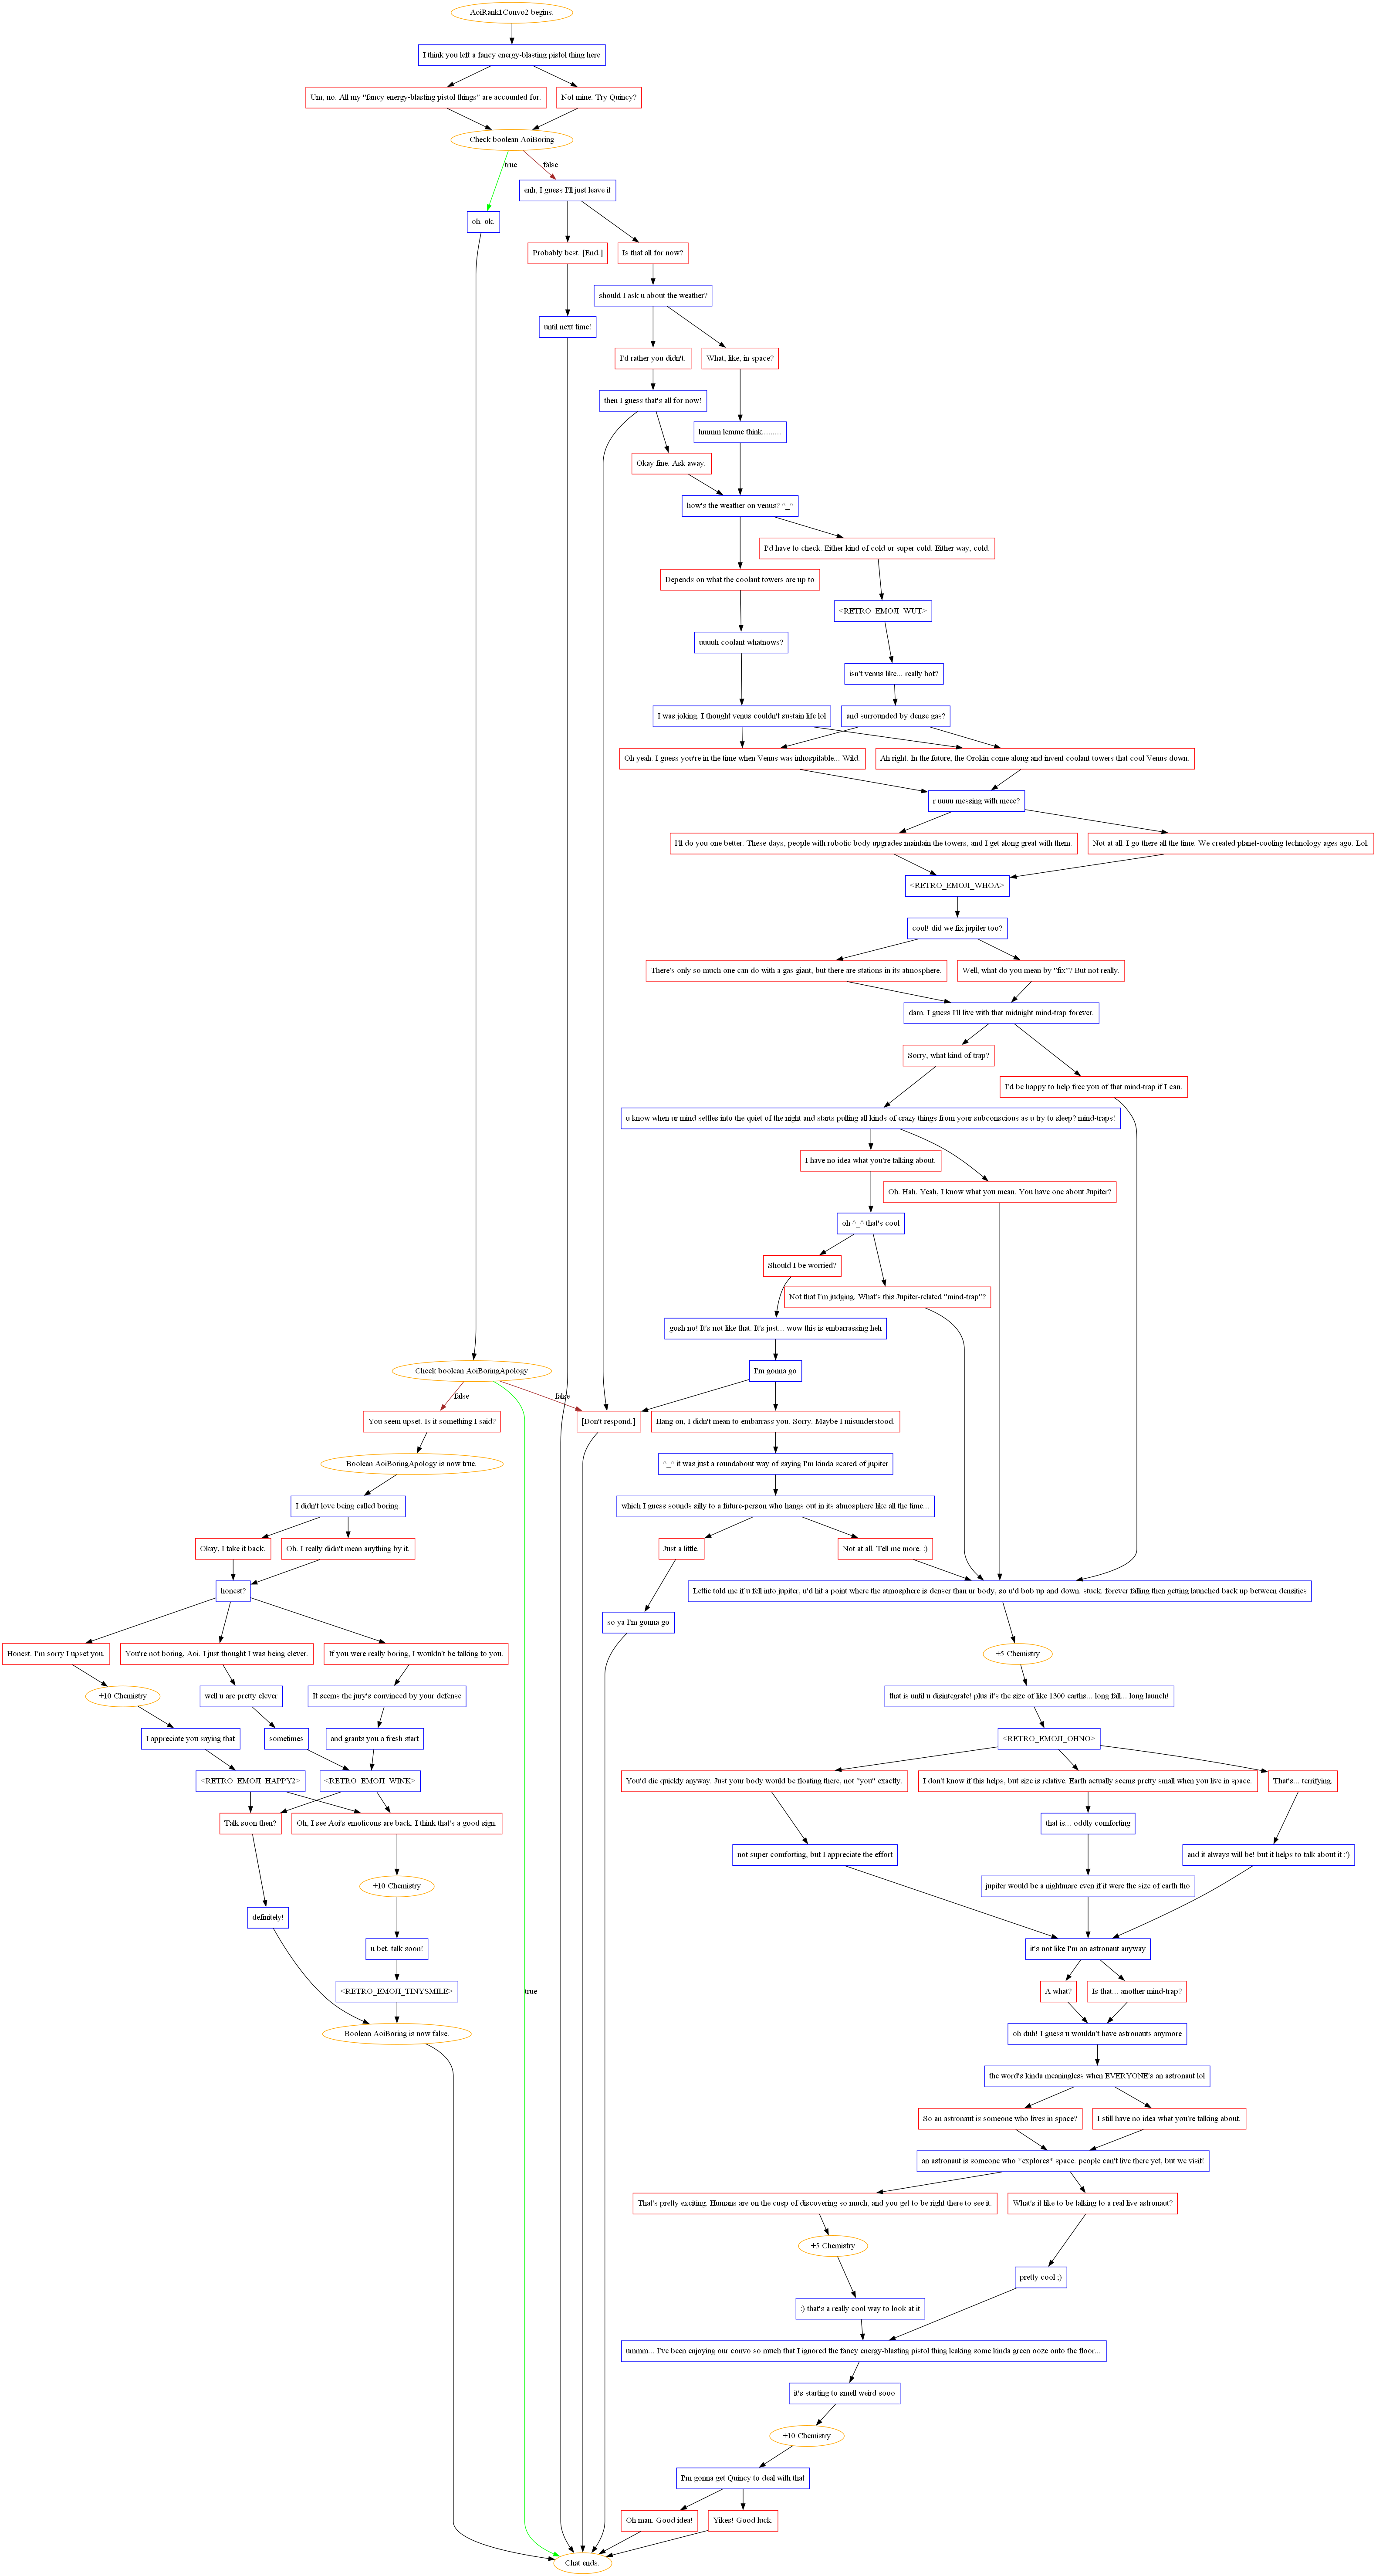 AoiRank1Convo2 begins.
I think you left a fancy energy-blasting pistol thing here
Um, no. All my "fancy energy-blasting pistol things" are accounted for.
Not mine. Try Quincy?
Check boolean AoiBoring
true
false
enh, I guess I'll just leave it
oh. ok.
Probably best. [End.]
Is that all for now?
should I ask u about the weather?
until next time!
I'd rather you didn't.
What, like, in space?
then I guess that's all for now!
hmmm lemme think.........
Okay fine. Ask away.
how's the weather on venus? ^_^
I'd have to check. Either kind of cold or super cold. Either way, cold.
Depends on what the coolant towers are up to
<RETRO_EMOJI_WUT>
uuuuh coolant whatnows?
isn't venus like... really hot?
I was joking. I thought venus couldn't sustain life lol
and surrounded by dense gas?
Oh yeah. I guess you're in the time when Venus was inhospitable... Wild.
Ah right. In the future, the Orokin come along and invent coolant towers that cool Venus down.
r uuuu messing with meee?
I'll do you one better. These days, people with robotic body upgrades maintain the towers, and I get along great with them.
Not at all. I go there all the time. We created planet-cooling technology ages ago. Lol.
<RETRO_EMOJI_WHOA>
cool! did we fix jupiter too?
There's only so much one can do with a gas giant, but there are stations in its atmosphere.
Well, what do you mean by "fix"? But not really.
darn. I guess I'll live with that midnight mind-trap forever.
Sorry, what kind of trap?
I'd be happy to help free you of that mind-trap if I can.
u know when ur mind settles into the quiet of the night and starts pulling all kinds of crazy things from your subconscious as u try to sleep? mind-traps!
I have no idea what you're talking about.
Oh. Hah. Yeah, I know what you mean. You have one about Jupiter?
oh ^_^ that's cool
Should I be worried?
Not that I'm judging. What's this Jupiter-related "mind-trap"?
gosh no! It's not like that. It's just... wow this is embarrassing heh
Check boolean AoiBoringApology
I'm gonna go
false
false
You seem upset. Is it something I said?
[Don't respond.]
Hang on, I didn't mean to embarrass you. Sorry. Maybe I misunderstood.
Boolean AoiBoringApology is now true.
^_^ it was just a roundabout way of saying I'm kinda scared of jupiter
I didn't love being called boring.
which I guess sounds silly to a future-person who hangs out in its atmosphere like all the time...
Okay, I take it back.
Oh. I really didn't mean anything by it.
Just a little.
Not at all. Tell me more. :)
honest?
Lettie told me if u fell into jupiter, u'd hit a point where the atmosphere is denser than ur body, so u'd bob up and down. stuck. forever falling then getting launched back up between densities
so ya I'm gonna go
Honest. I'm sorry I upset you.
You're not boring, Aoi. I just thought I was being clever.
If you were really boring, I wouldn't be talking to you.
+5 Chemistry
+10 Chemistry
well u are pretty clever
It seems the jury's convinced by your defense
that is until u disintegrate! plus it's the size of like 1300 earths... long fall... long launch!
I appreciate you saying that
sometimes
and grants you a fresh start
<RETRO_EMOJI_OHNO>
<RETRO_EMOJI_HAPPY2>
<RETRO_EMOJI_WINK>
You'd die quickly anyway. Just your body would be floating there, not "you" exactly.
I don't know if this helps, but size is relative. Earth actually seems pretty small when you live in space.
That's... terrifying.
Talk soon then?
Oh, I see Aoi's emoticons are back. I think that's a good sign.
that is... oddly comforting
not super comforting, but I appreciate the effort
and it always will be! but it helps to talk about it :')
+10 Chemistry
jupiter would be a nightmare even if it were the size of earth tho
definitely!
u bet. talk soon!
it's not like I'm an astronaut anyway
<RETRO_EMOJI_TINYSMILE>
true
A what?
Is that... another mind-trap?
Boolean AoiBoring is now false.
oh duh! I guess u wouldn't have astronauts anymore
the word's kinda meaningless when EVERYONE's an astronaut lol
So an astronaut is someone who lives in space?
I still have no idea what you're talking about.
an astronaut is someone who *explores* space. people can't live there yet, but we visit!
That's pretty exciting. Humans are on the cusp of discovering so much, and you get to be right there to see it.
What's it like to be talking to a real live astronaut?
+5 Chemistry
pretty cool ;)
:) that's a really cool way to look at it
ummm... I've been enjoying our convo so much that I ignored the fancy energy-blasting pistol thing leaking some kinda green ooze onto the floor...
it's starting to smell weird sooo
+10 Chemistry
I'm gonna get Quincy to deal with that
Oh man. Good idea!
Yikes! Good luck.
Chat ends.